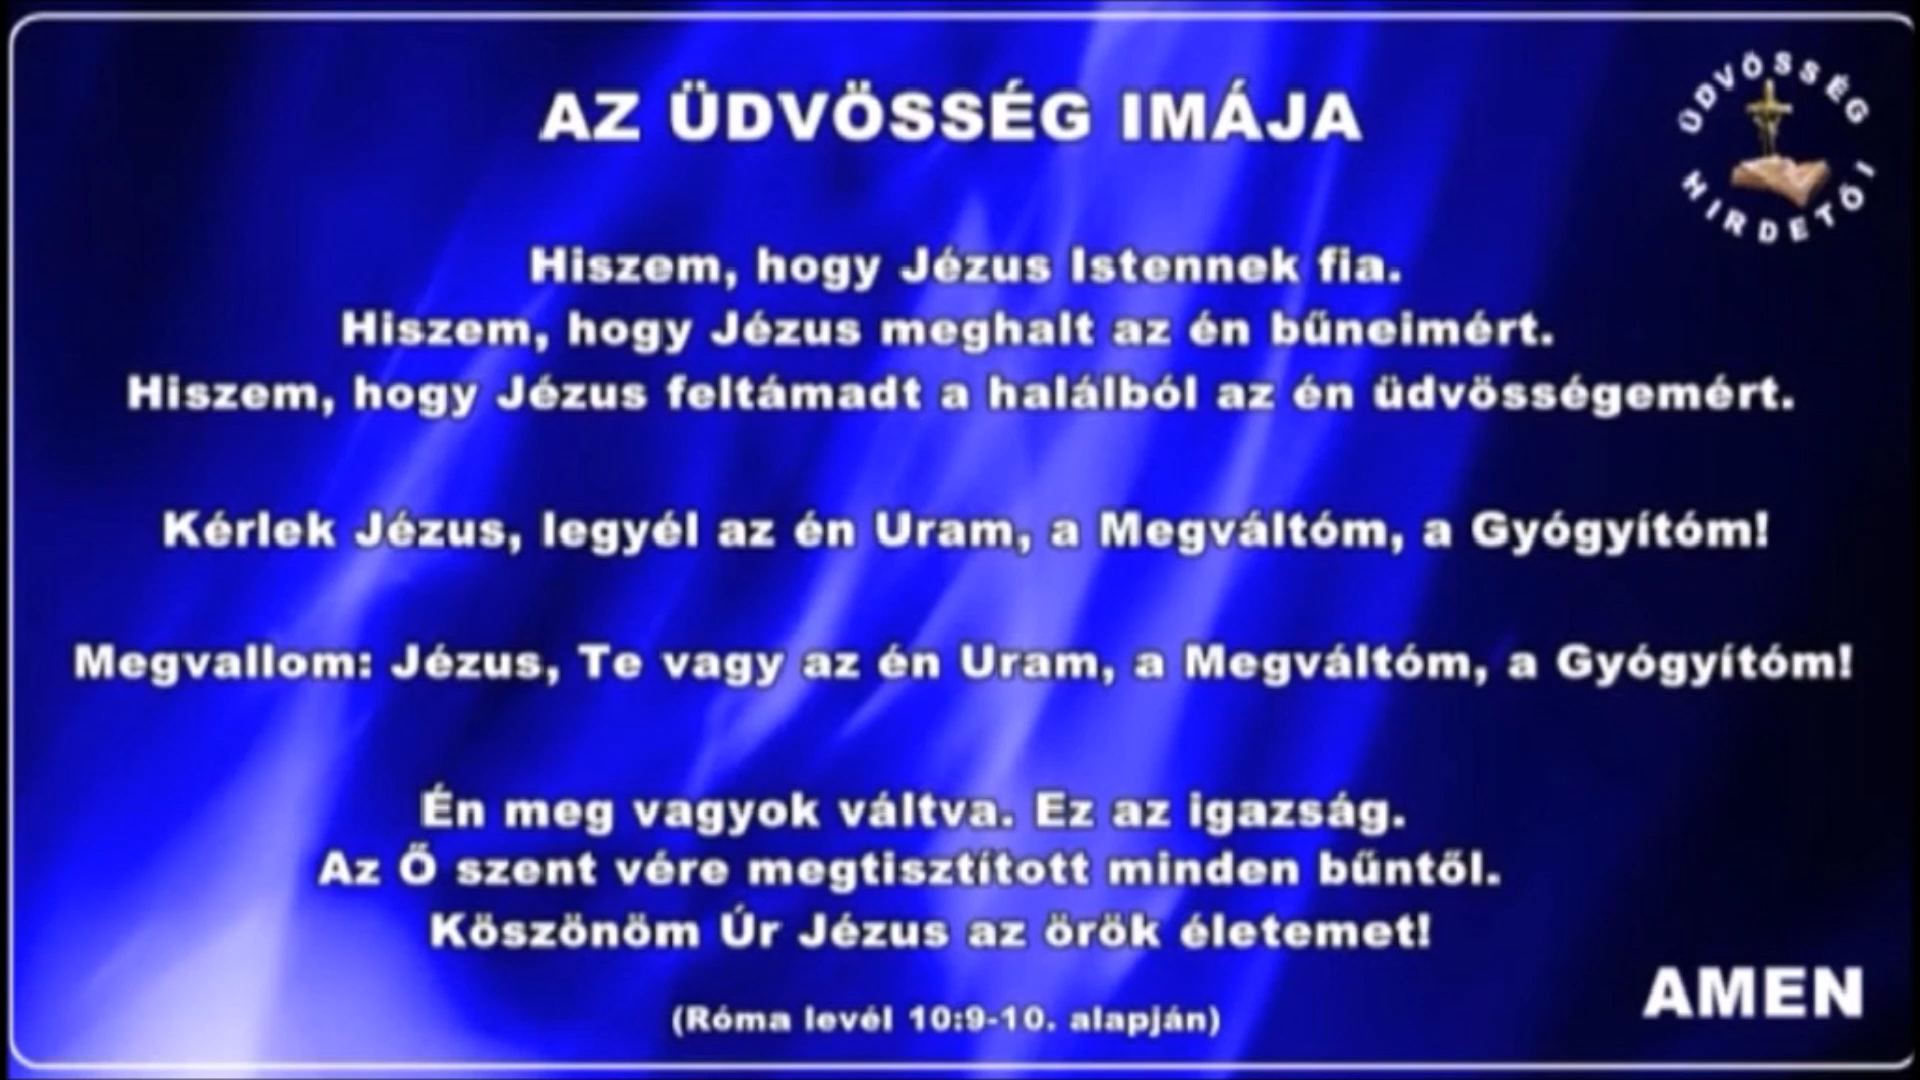 AZ ÜDVÖSSÉG IMÁJA
ÜDVÖSSÉG
HIRDETŐI
Hiszem, hogy Jézus Istennek fia.
Hiszem, hogy Jézus meghalt az én bűneimért.
Hiszem, hogy Jézus feltámadt a halálból az én üdvösségemért.
Kérlek Jézus, legyél az én Uram, a Megváltóm, a Gyógyítóm!
Megvallom: Jézus, Te vagy az én Uram, a Megváltóm, a Gyógyítóm!
Én meg vagyok váltva. Ez az igazság.
Az Ő szent vére megtisztított minden bűntől.
Köszönöm Úr Jézus az örök életemet!
AMEN
(Róma levél 10:9-10. alapján)